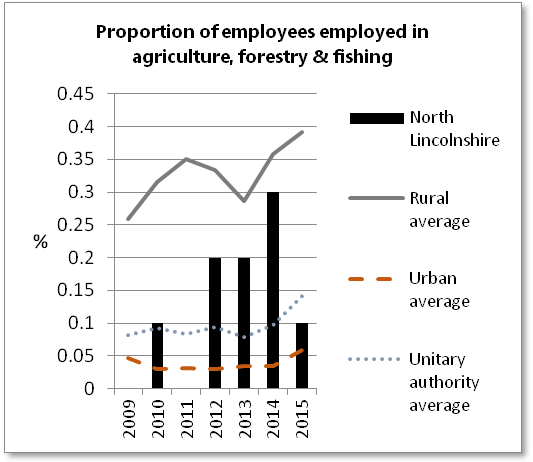 Proportion of employees employed in
agriculture, forestry & fishing
0.45
0.4
0.35
0.3
0.25
0.2
0.15
0.1
0.05
0
%
2009
2010
2011
2012
2013
2014
2015
North
Lincolnshire
Rural
average
Urban
average
Unitary
authority
average